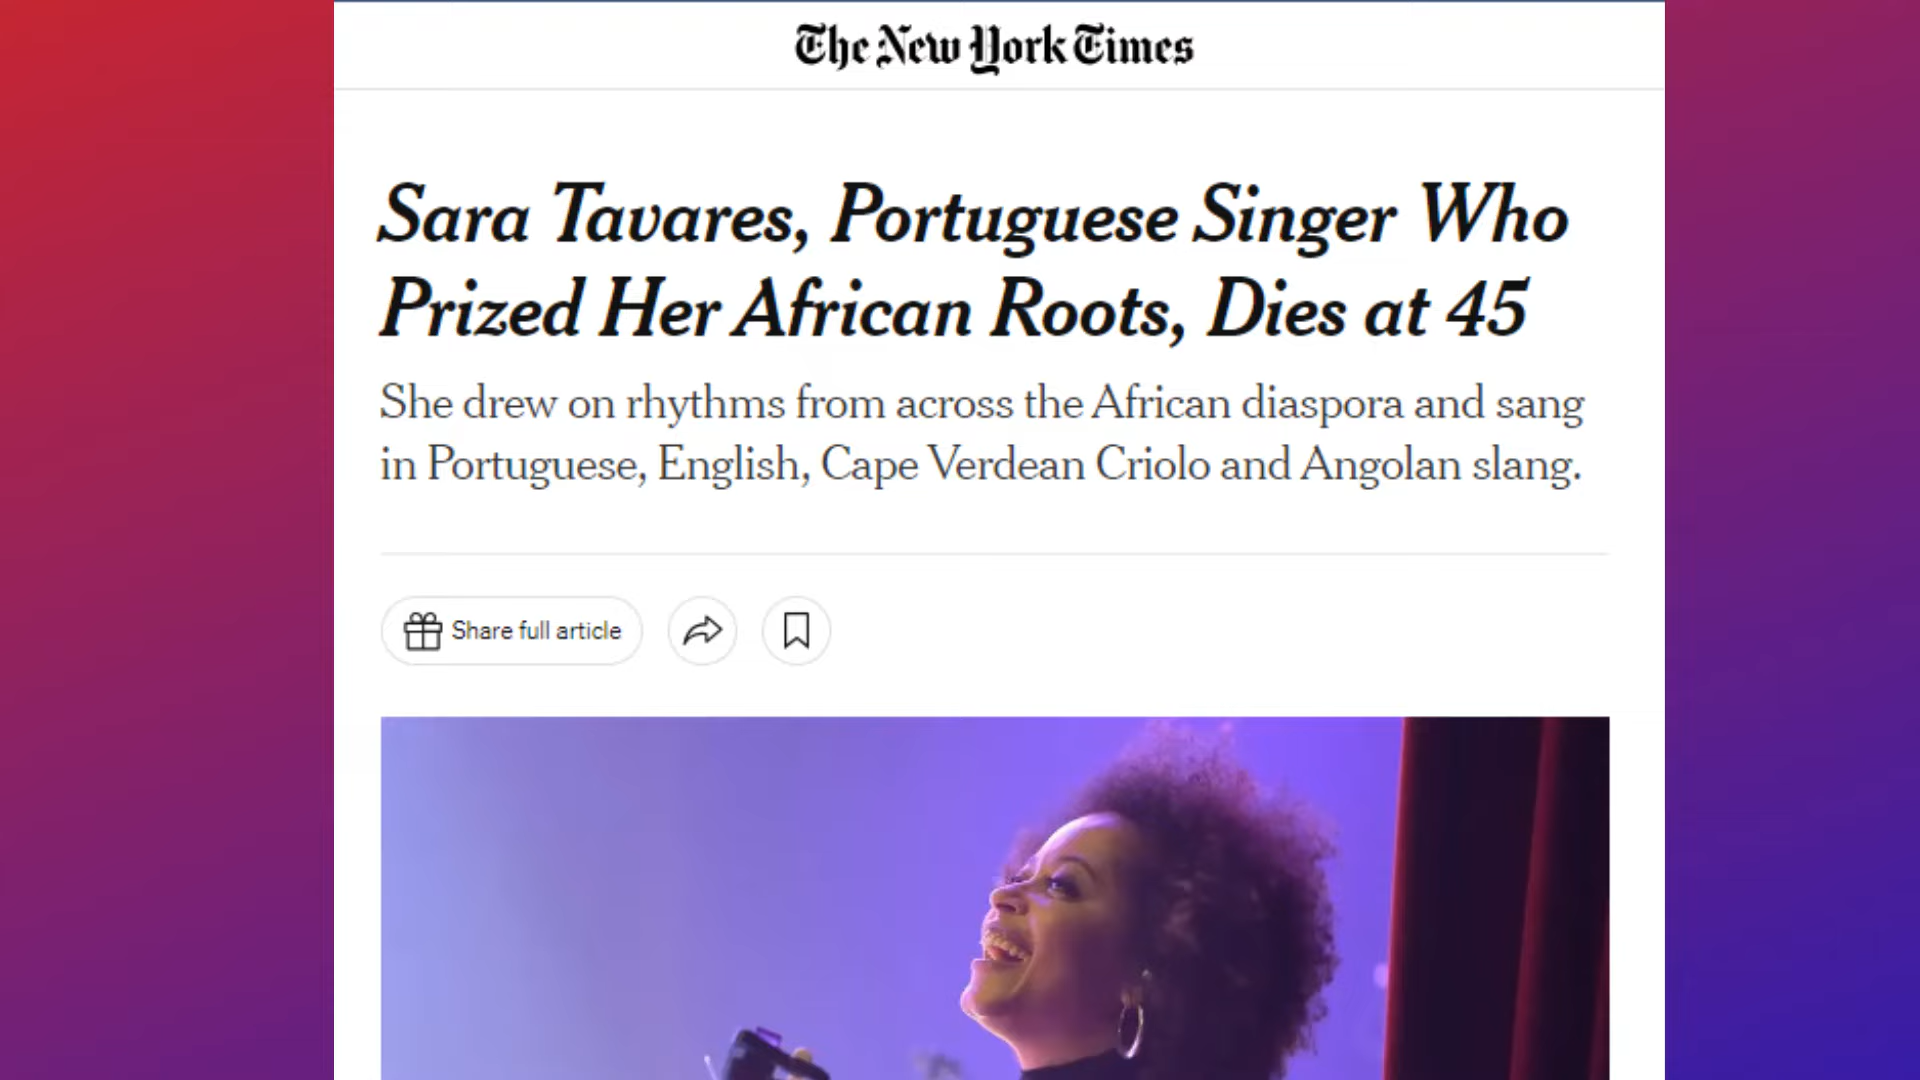 The New York Times
Sara Tavares, Portuguese Singer Who
Prized Her African Roots, Dies at 45
She drew on rhythms from across the African diaspora and sang
in Portuguese, English, Cape Verdean Criolo and Angolan slang.
Share full article